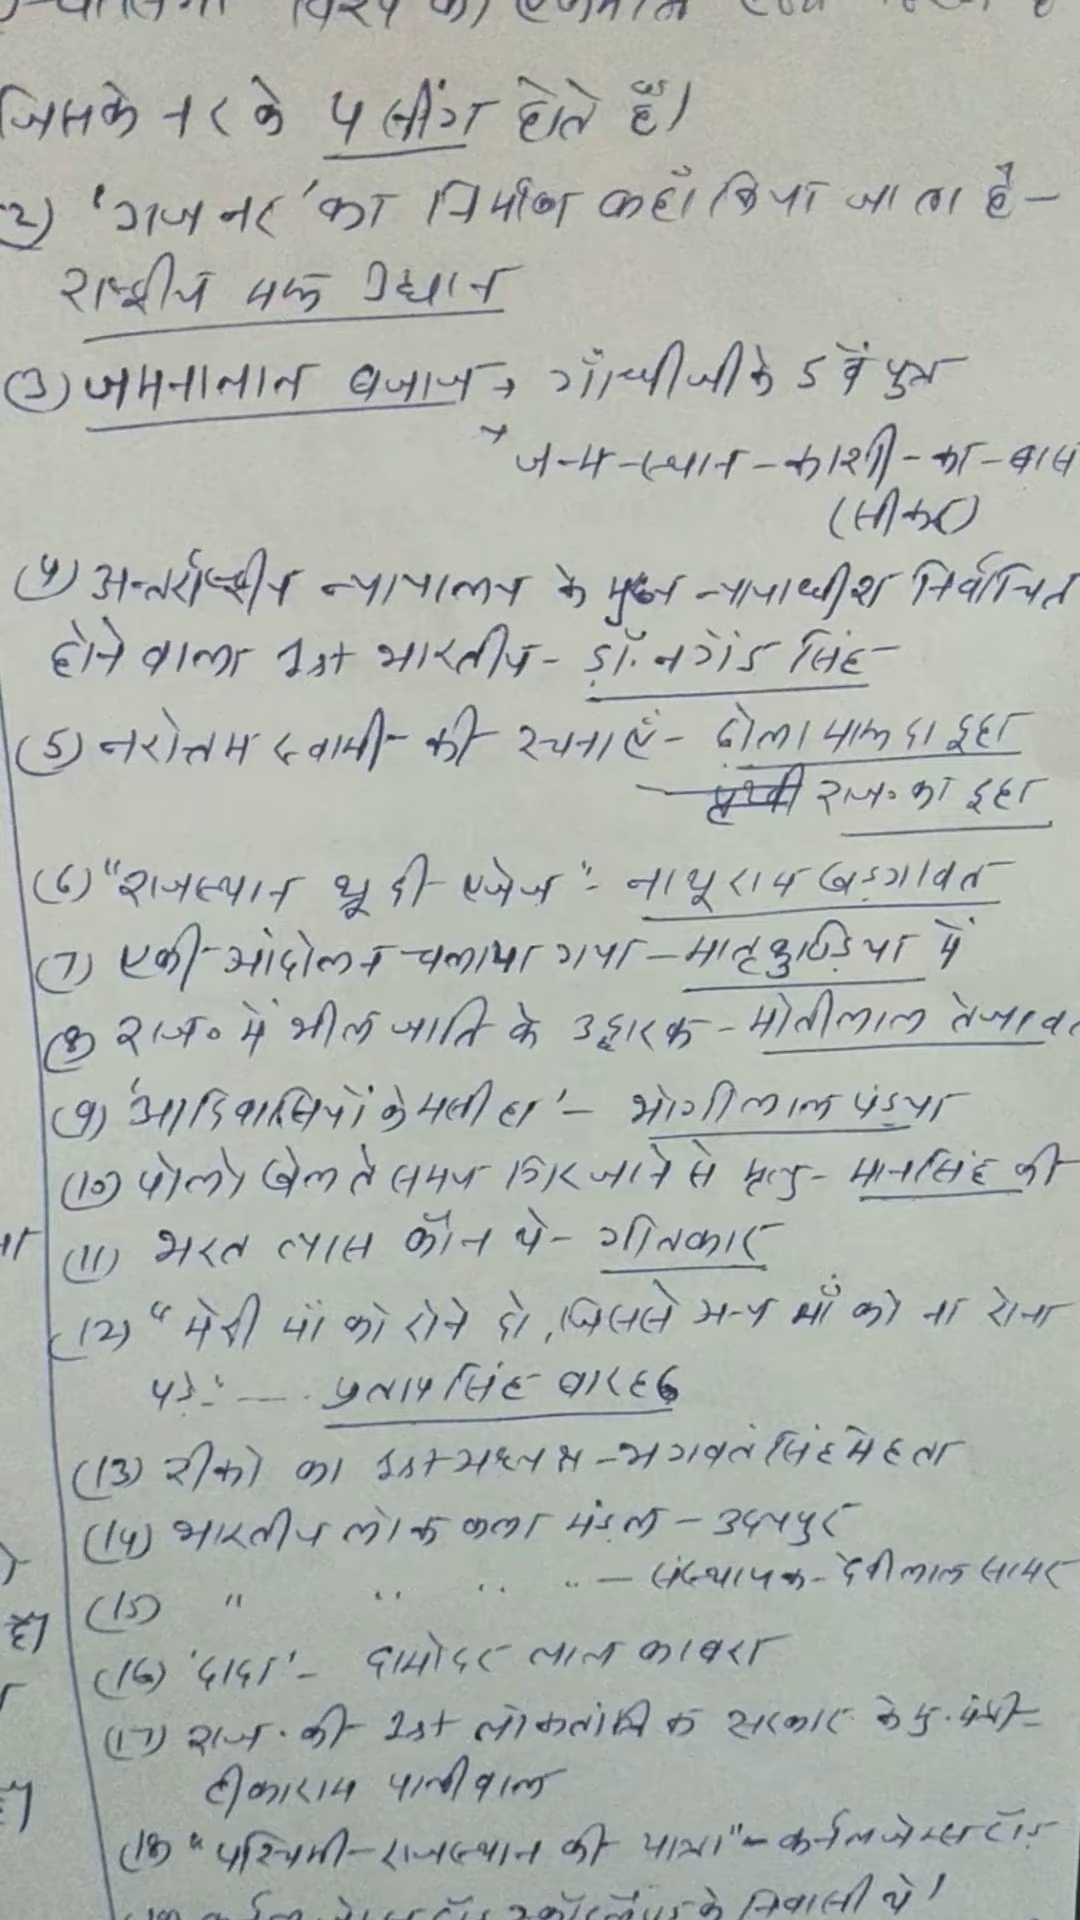 जिसके नर के 4 सींग होते हैं।
2) 'गजनर' का निर्माण कहाँ किया जाता है -
राष्ट्रीय मरू उद्यान
(3) जमनालाल बजाज → गाँधीजी के 5वें पुत्र
→ जन्म-स्थान - काशी-का-बास
(सीकर)
(4) अन्तर्राष्ट्रीय न्यायालय के मुख्य न्यायाधीश निर्वाचित
होने वाला 1st भारतीय - डॉ. नगेंद्र सिंह
(5) नरोत्तम स्वामी की रचनाएँ - ढोला मारू रा दूहा
राज॰ का दूहा
(6) "राजस्थान थ्रू दी एजेज" - नाथूराम खड़गावत
(7) एकी आंदोलन चलाया गया - मातृकुण्डिया में
(8) राज॰ में भील जाति के उद्धारक - मोतीलाल तेजावत
(9) 'आदिवासियों के मसीहा' - भोगीलाल पंड्या
(10) पोलो खेलते समय गिर जाने से मृत्यु - मानसिंह की
(11) भरत व्यास कौन थे - गीतकार
(12) "मेरी माँ को रोने दो, जिससे अन्य माँ को ना रोना
पड़े" - प्रताप सिंह बारहठ
(13) रीको का 1st अध्यक्ष - भगवत सिंह मेहता
(14) भारतीय लोक कला मंडल - उदयपुर
(15) " " " " - संस्थापक - देवीलाल सामर
(16) 'दादा' - दामोदर लाल काबरा
(17) राज. की 1st लोकतांत्रिक सरकार के मु. मंत्री -
टीकाराम पालीवाल
(18) "पश्चिमी राजस्थान की यात्रा" - कर्नल जेम्स टॉड
के निवासी थे।